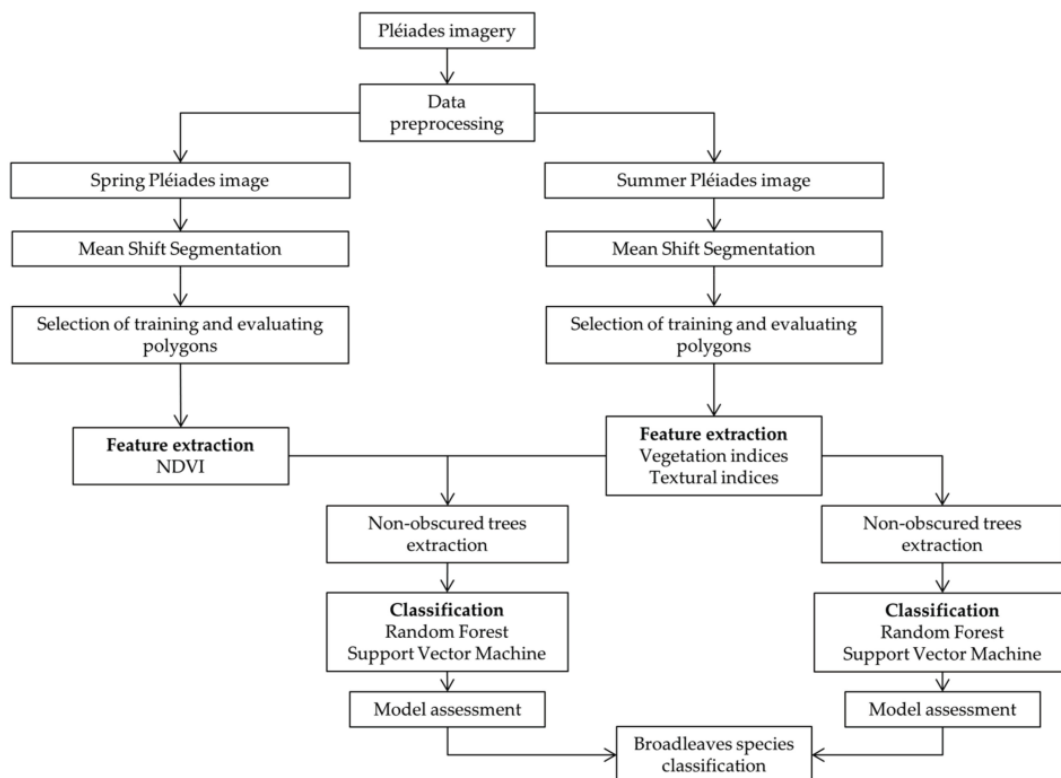 Pléiades imagery
Data
preprocessing
Spring Pléiades image
Summer Pléiades image
Mean Shift Segmentation
Mean Shift Segmentation
Selection of training and evaluating
polygons
Selection of training and evaluating
polygons
Feature extraction
NDVI
Feature extraction
Vegetation indices
Textural indices
Non-obscured trees
extraction
Non-obscured trees
extraction
Classification
Random Forest
Support Vector Machine
Classification
Random Forest
Support Vector Machine
Model assessment
Model assessment
Broadleaves species
classification